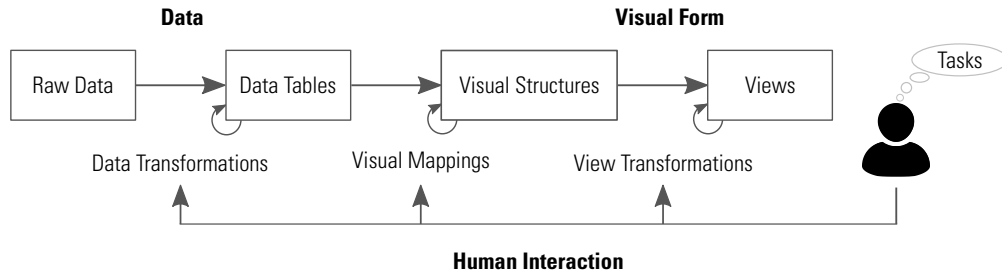 Data
Visual Form
Raw Data
Data Tables
Visual Structures
Views
Tasks
Data Transformations
Visual Mappings
View Transformations
Human Interaction